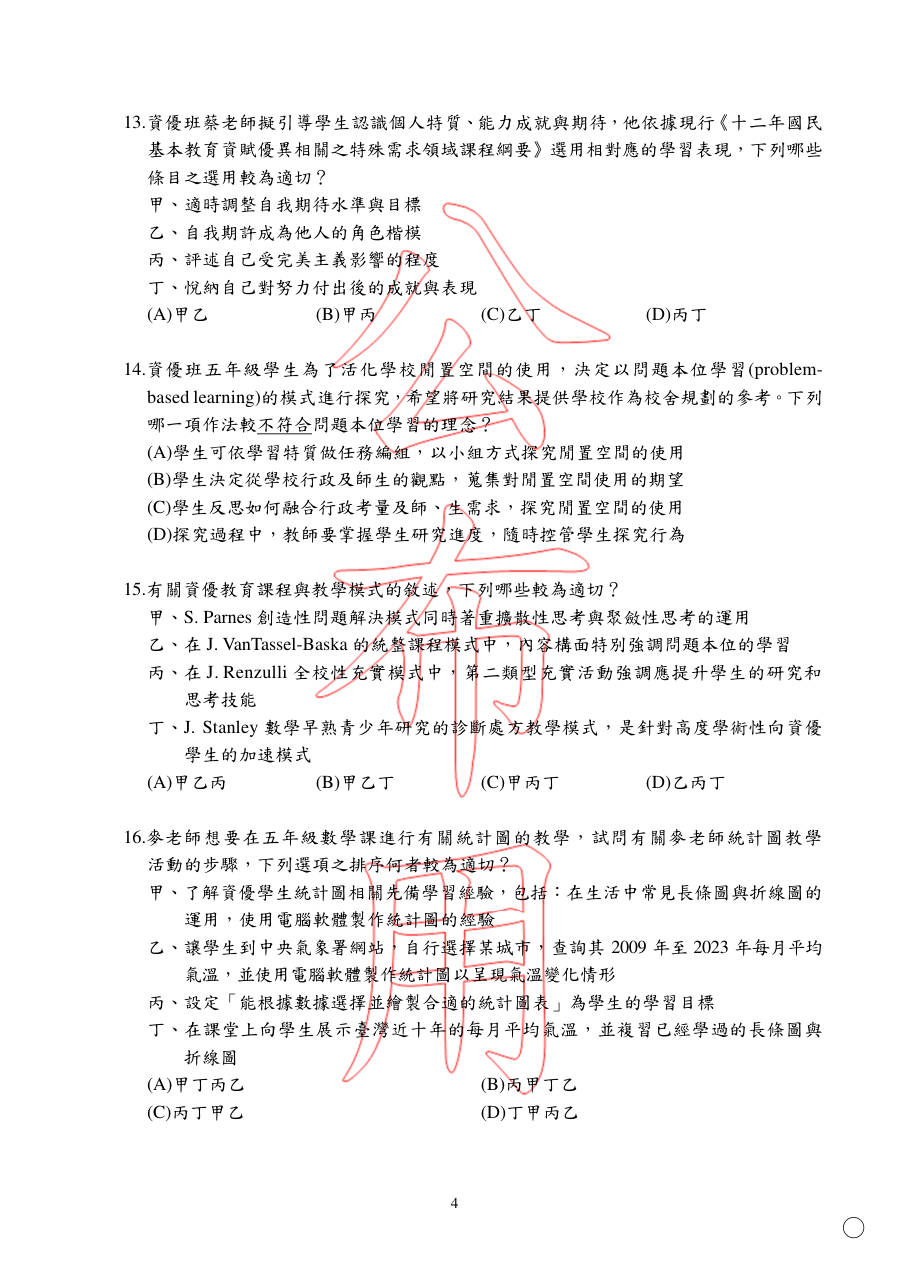 13.資優班蔡老師擬引導學生認識個人特質、能力成就與期待，他依據現行《十二年國民
基本教育資賦優異相關之特殊需求領域課程綱要》選用相對應的學習表現，下列哪些
條目之選用較為適切？
甲、適時調整自我期待水準與目標
乙、自我期許成為他人的角色楷模
丙、評述自己受完美主義影響的程度
丁、悅納自己對努力付出後的成就與表現
(A)甲乙 (B)甲丙 (C)乙丁 (D)丙丁
14.資優班五年級學生為了活化學校閒置空間的使用，決定以問題本位學習(problem-
based learning)的模式進行探究，希望將研究結果提供學校作為校舍規劃的參考。下列
哪一項作法較不符合問題本位學習的理念？
(A)學生可依學習特質做任務編組，以小組方式探究閒置空間的使用
(B)學生決定從學校行政及師生的觀點，蒐集對閒置空間使用的期望
(C)學生反思如何融合行政考量及師、生需求，探究閒置空間的使用
(D)探究過程中，教師要掌握學生研究進度，隨時控管學生探究行為
15.有關資優教育課程與教學模式的敘述，下列哪些較為適切？
甲、S. Parnes 創造性問題解決模式同時著重擴散性思考與聚斂性思考的運用
乙、在 J. VanTassel-Baska 的統整課程模式中，內容構面特別強調問題本位的學習
丙、在 J. Renzulli 全校性充實模式中，第二類型充實活動強調應提升學生的研究和
思考技能
丁、J. Stanley 數學早熟青少年研究的診斷處方教學模式，是針對高度學術性向資優
學生的加速模式
(A)甲乙丙 (B)甲乙丁 (C)甲丙丁 (D)乙丙丁
16.麥老師想要在五年級數學課進行有關統計圖的教學，試問有關麥老師統計圖教學
活動的步驟，下列選項之排序何者較為適切？
甲、了解資優學生統計圖相關先備學習經驗，包括：在生活中常見長條圖與折線圖的
運用，使用電腦軟體製作統計圖的經驗
乙、讓學生到中央氣象署網站，自行選擇某城市，查詢其 2009 年至 2023 年每月平均
氣溫，並使用電腦軟體製作統計圖以呈現氣溫變化情形
丙、設定「能根據數據選擇並繪製合適的統計圖表」為學生的學習目標
丁、在課堂上向學生展示臺灣近十年的每月平均氣溫，並複習已經學過的長條圖與
折線圖
(A)甲丁丙乙 (B)丙甲丁乙
(C)丙丁甲乙 (D)丁甲丙乙
公布用
4